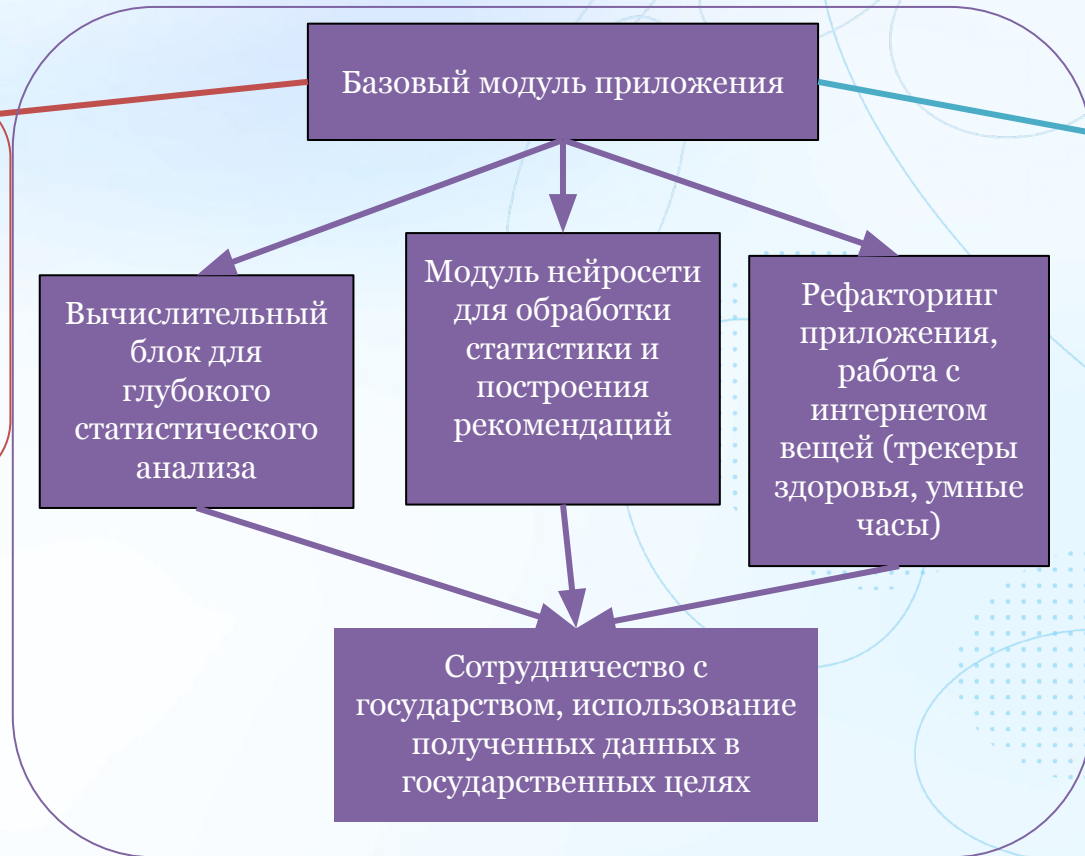 Базовый модуль приложения
Вычислительный
блок для
глубокого
статистического
анализа
Модуль нейросети
для обработки
статистики и
построения
рекомендаций
Рефакторинг
приложения,
работа с
интернетом
вещей (трекеры
здоровья, умные
часы)
Сотрудничество с
государством, использование
полученных данных в
государственных целях